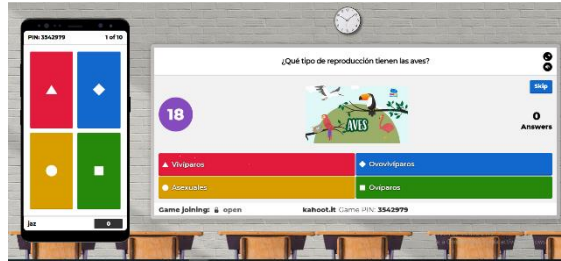 PIN: 3542979
1 of 10
¿Qué tipo de reproducción tienen las aves?
Skip
18
AVES
0
Answers
Vivíparos
Ovovivíparos
Asexuales
Ovíparos
Game joining: open
kahoot.it Game PIN: 3542979
jaz
0